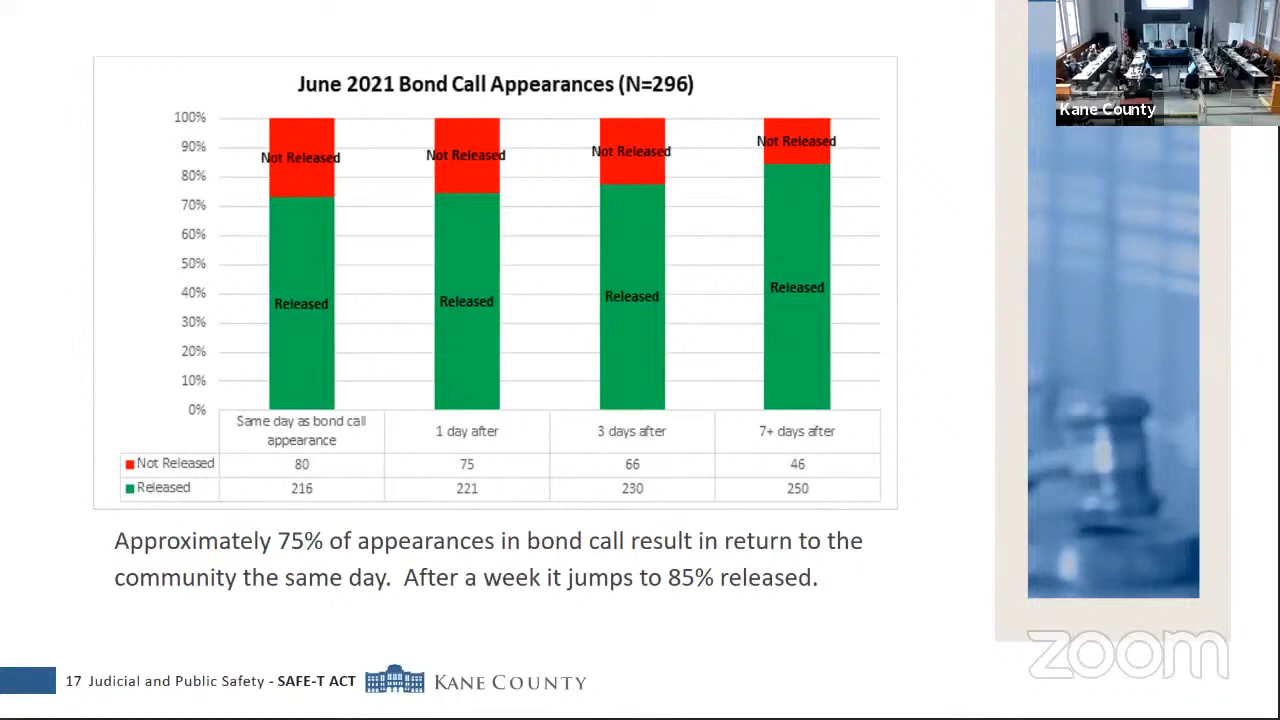 June 2021 Bond Call Appearances (N=296)
100%
90%
80%
70%
60%
50%
40%
30%
20%
10%
0%
Not Released
Not Released
Not Released
Not Released
Released
Released
Released
Released
Same day as bond call
appearance
1 day after
3 days after
7+ days after
Not Released 80 75 66 46
Released 216 221 230 250
Approximately 75% of appearances in bond call result in return to the
community the same day. After a week it jumps to 85% released.
17 Judicial and Public Safety - SAFE-T ACT
KANE COUNTY
Kane County
zoom